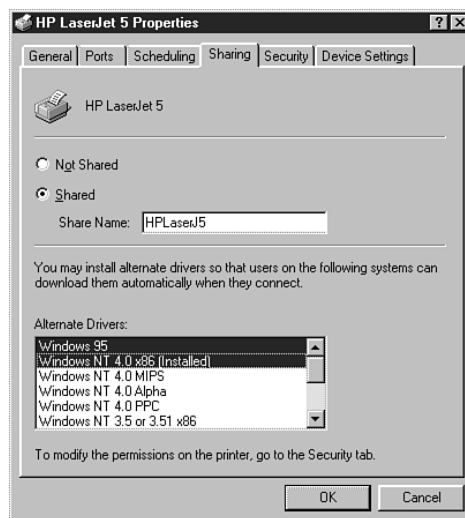 HP LaserJet 5 Properties
General Ports Scheduling Sharing Security Device Settings
HP LaserJet 5
Not Shared
Shared
Share Name: HPLaserJ5
You may install alternate drivers so that users on the following systems can
download them automatically when they connect.
Alternate Drivers:
Windows 95
Windows NT 4.0 x86 (Installed)
Windows NT 4.0 MIPS
Windows NT 4.0 Alpha
Windows NT 4.0 PPC
Windows NT 3.5 or 3.51 x86
To modify the permissions on the printer, go to the Security tab.
OK Cancel